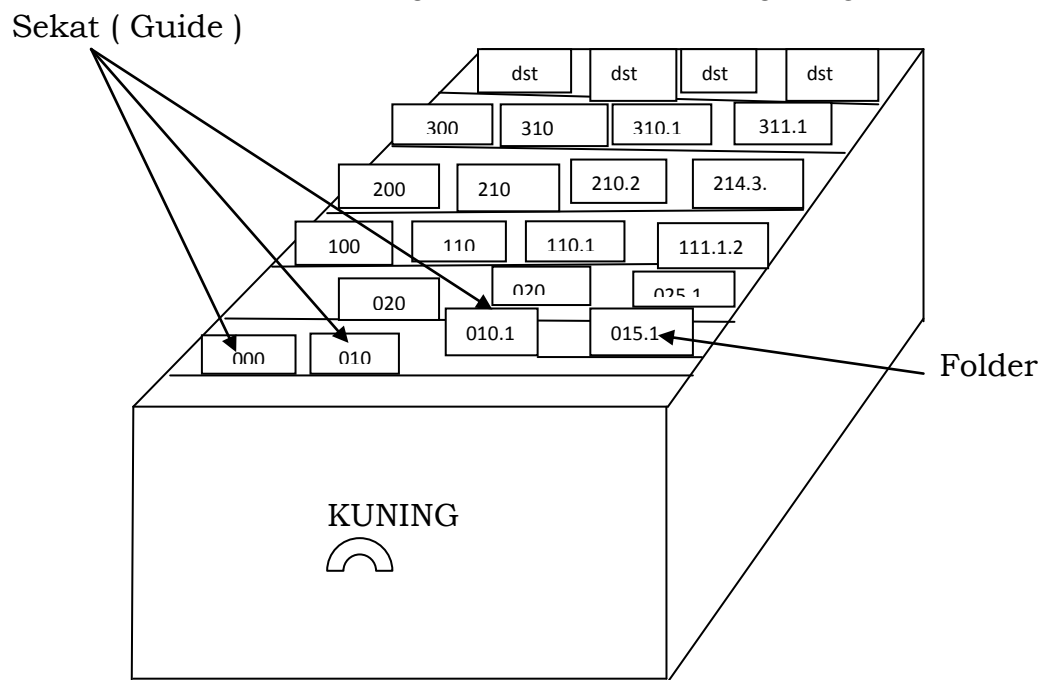 Sekat ( Guide )
dst dst dst dst
300 310 310.1 311.1
200 210 210.2 214.3.
100 110 110.1 111.1.2
020 020 025.1
010.1 015.1
000 010
Folder
KUNING